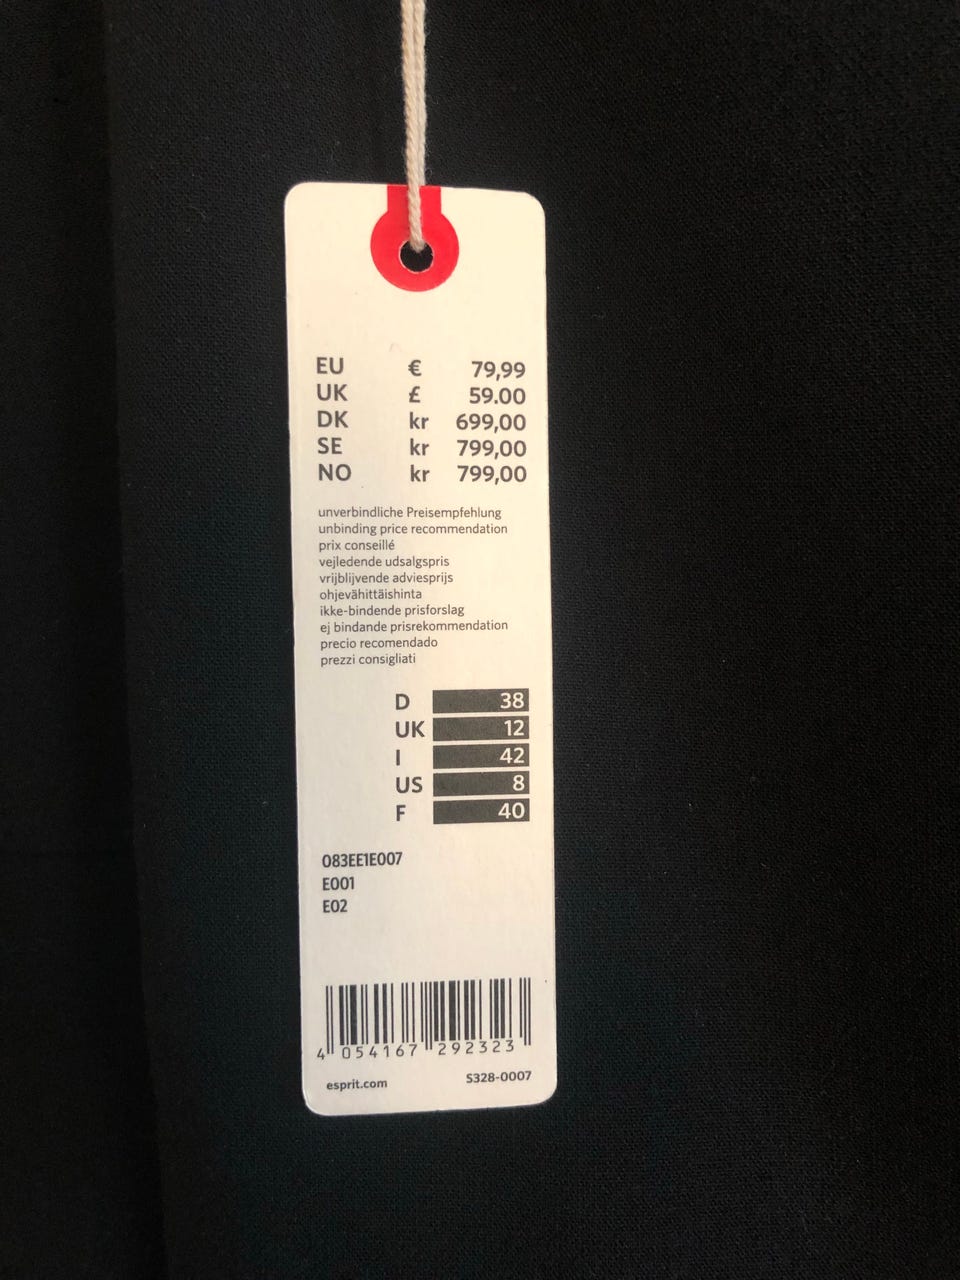 EU € 79,99
UK £ 59.00
DK kr 699,00
SE kr 799,00
NO kr 799,00
unverbindliche Preisempfehlung
unbinding price recommendation
prix conseillé
vejledende udsalgspris
vrijblijvende adviesprijs
ohjevähittäishinta
ikke-bindende prisforslag
ej bindande prisrekommendation
precio recomendado
prezzi consigliati
D 38
UK 12
I 42
US 8
F 40
083EE1E007
E001
E02
4 054167 292323
esprit.com S328-0007